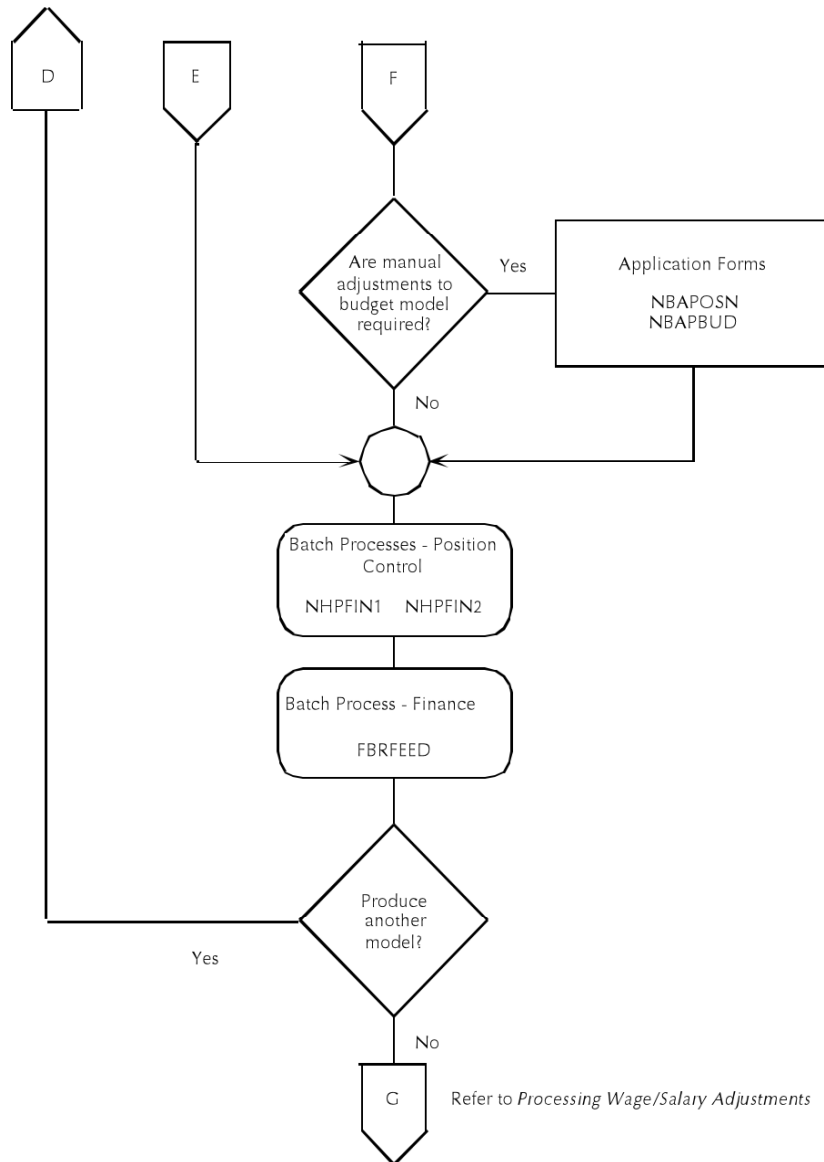 D
E
F
Are manual
adjustments to
budget model
required?
Yes
Application Forms
NBAPOSN
NBAPBUD
No
Batch Processes - Position
Control
NHPFIN1 NHPFIN2
Batch Process - Finance
FBRFEED
Produce
another
model?
Yes
No
G
Refer to Processing Wage/Salary Adjustments